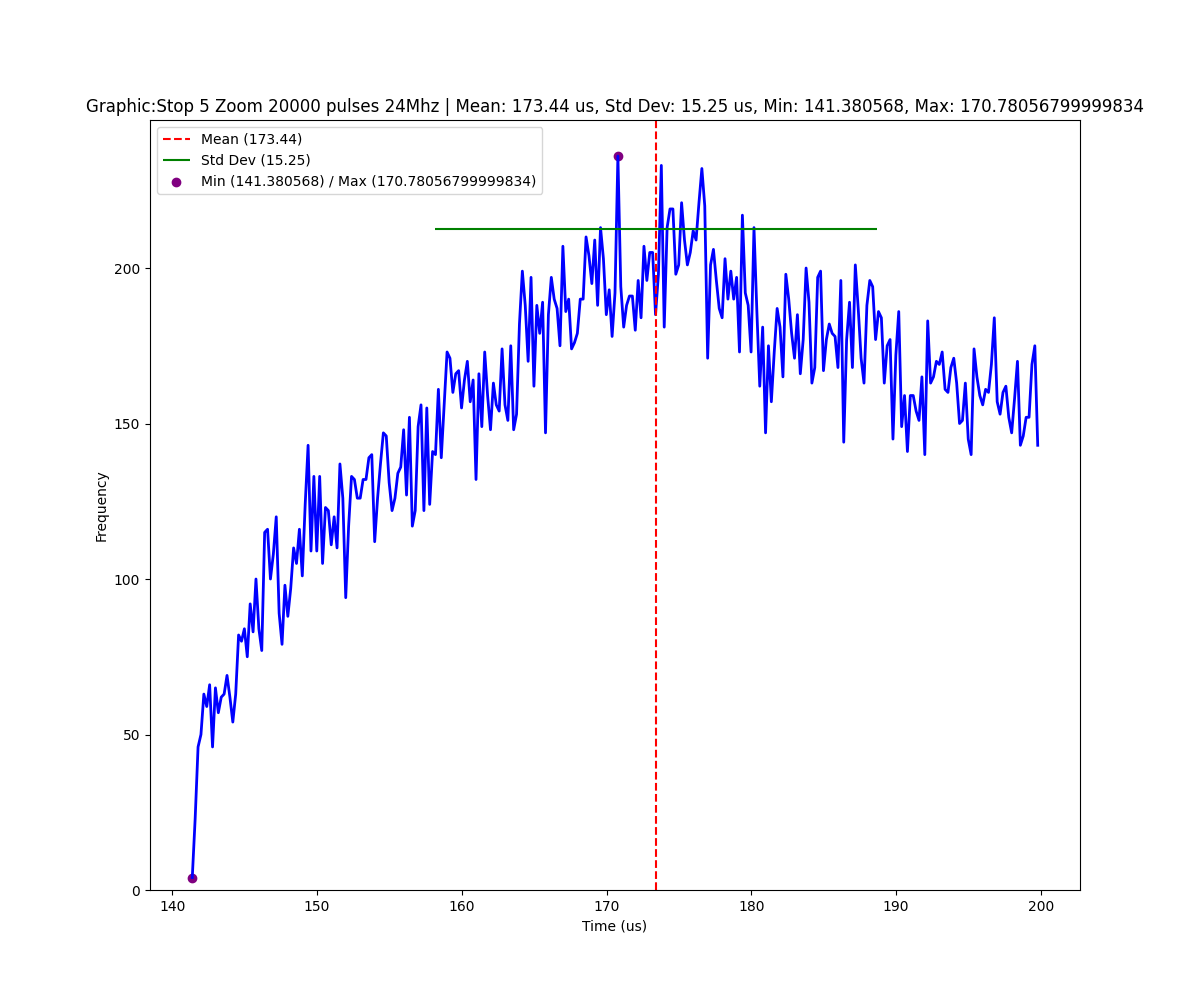 Graphic:Stop 5 Zoom 20000 pulses 24Mhz | Mean: 173.44 us, Std Dev: 15.25 us, Min: 141.380568, Max: 170.78056799999834
Mean (173.44)
Std Dev (15.25)
Min (141.380568) / Max (170.78056799999834)
Frequency
200
150
100
50
0
140 150 160 170 180 190 200
Time (us)